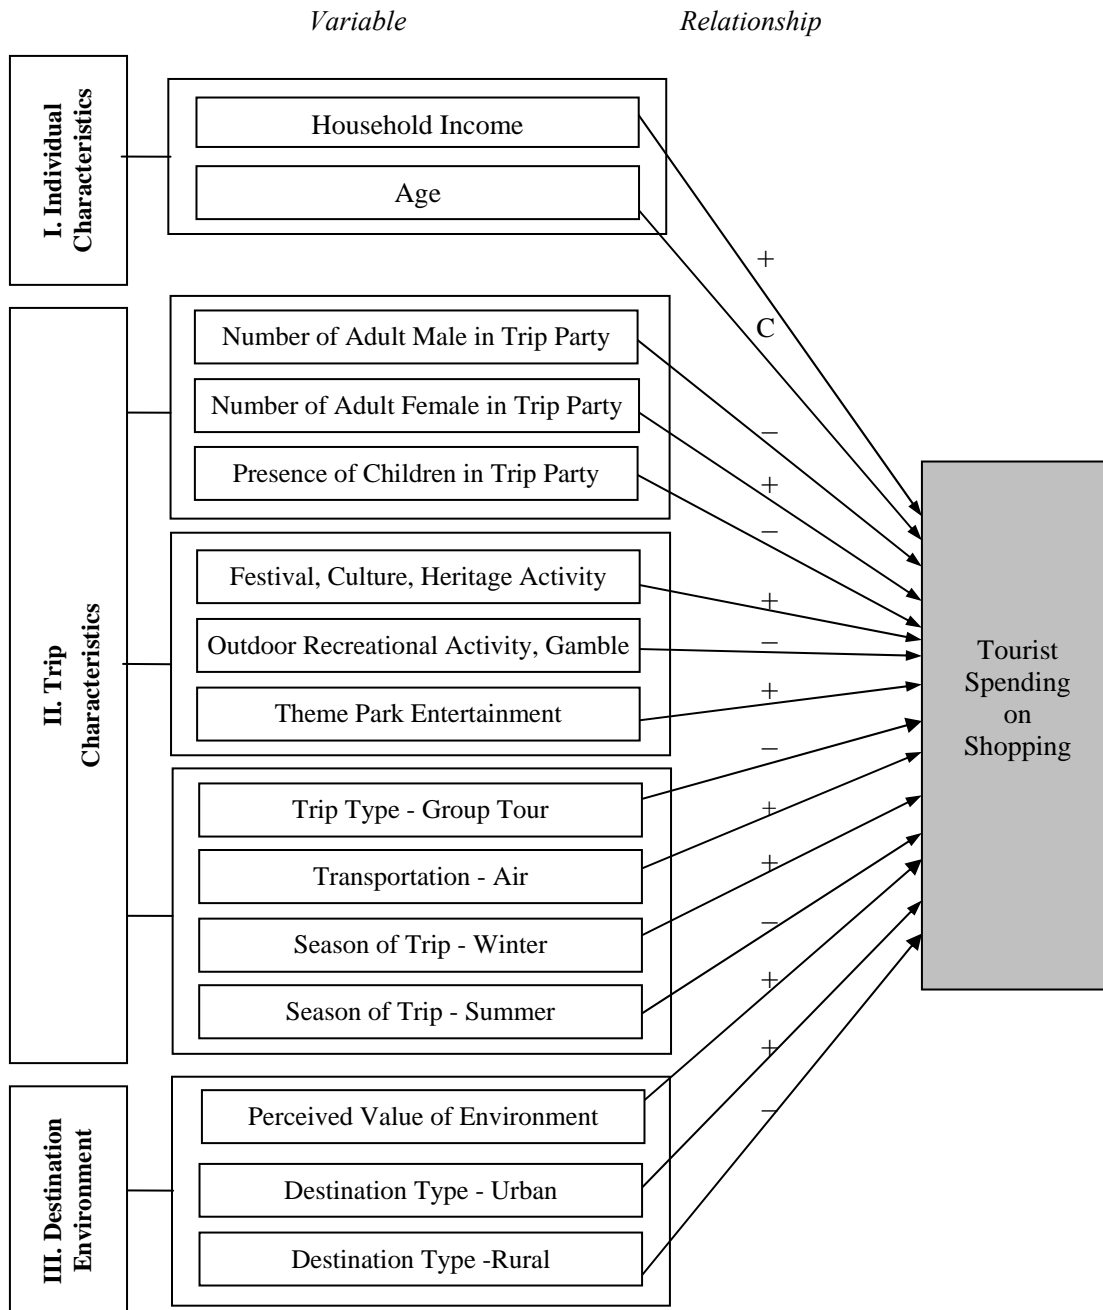 Variable Relationship
I. Individual
Characteristics
Household Income
Age
+
C
II. Trip
Characteristics
Number of Adult Male in Trip Party
Number of Adult Female in Trip Party
Presence of Children in Trip Party
–
+
–
Festival, Culture, Heritage Activity
Outdoor Recreational Activity, Gamble
Theme Park Entertainment
+
–
+
Trip Type - Group Tour
Transportation - Air
Season of Trip - Winter
Season of Trip - Summer
–
+
+
–
III. Destination
Environment
Perceived Value of Environment
Destination Type - Urban
Destination Type -Rural
+
+
–
Tourist
Spending
on
Shopping